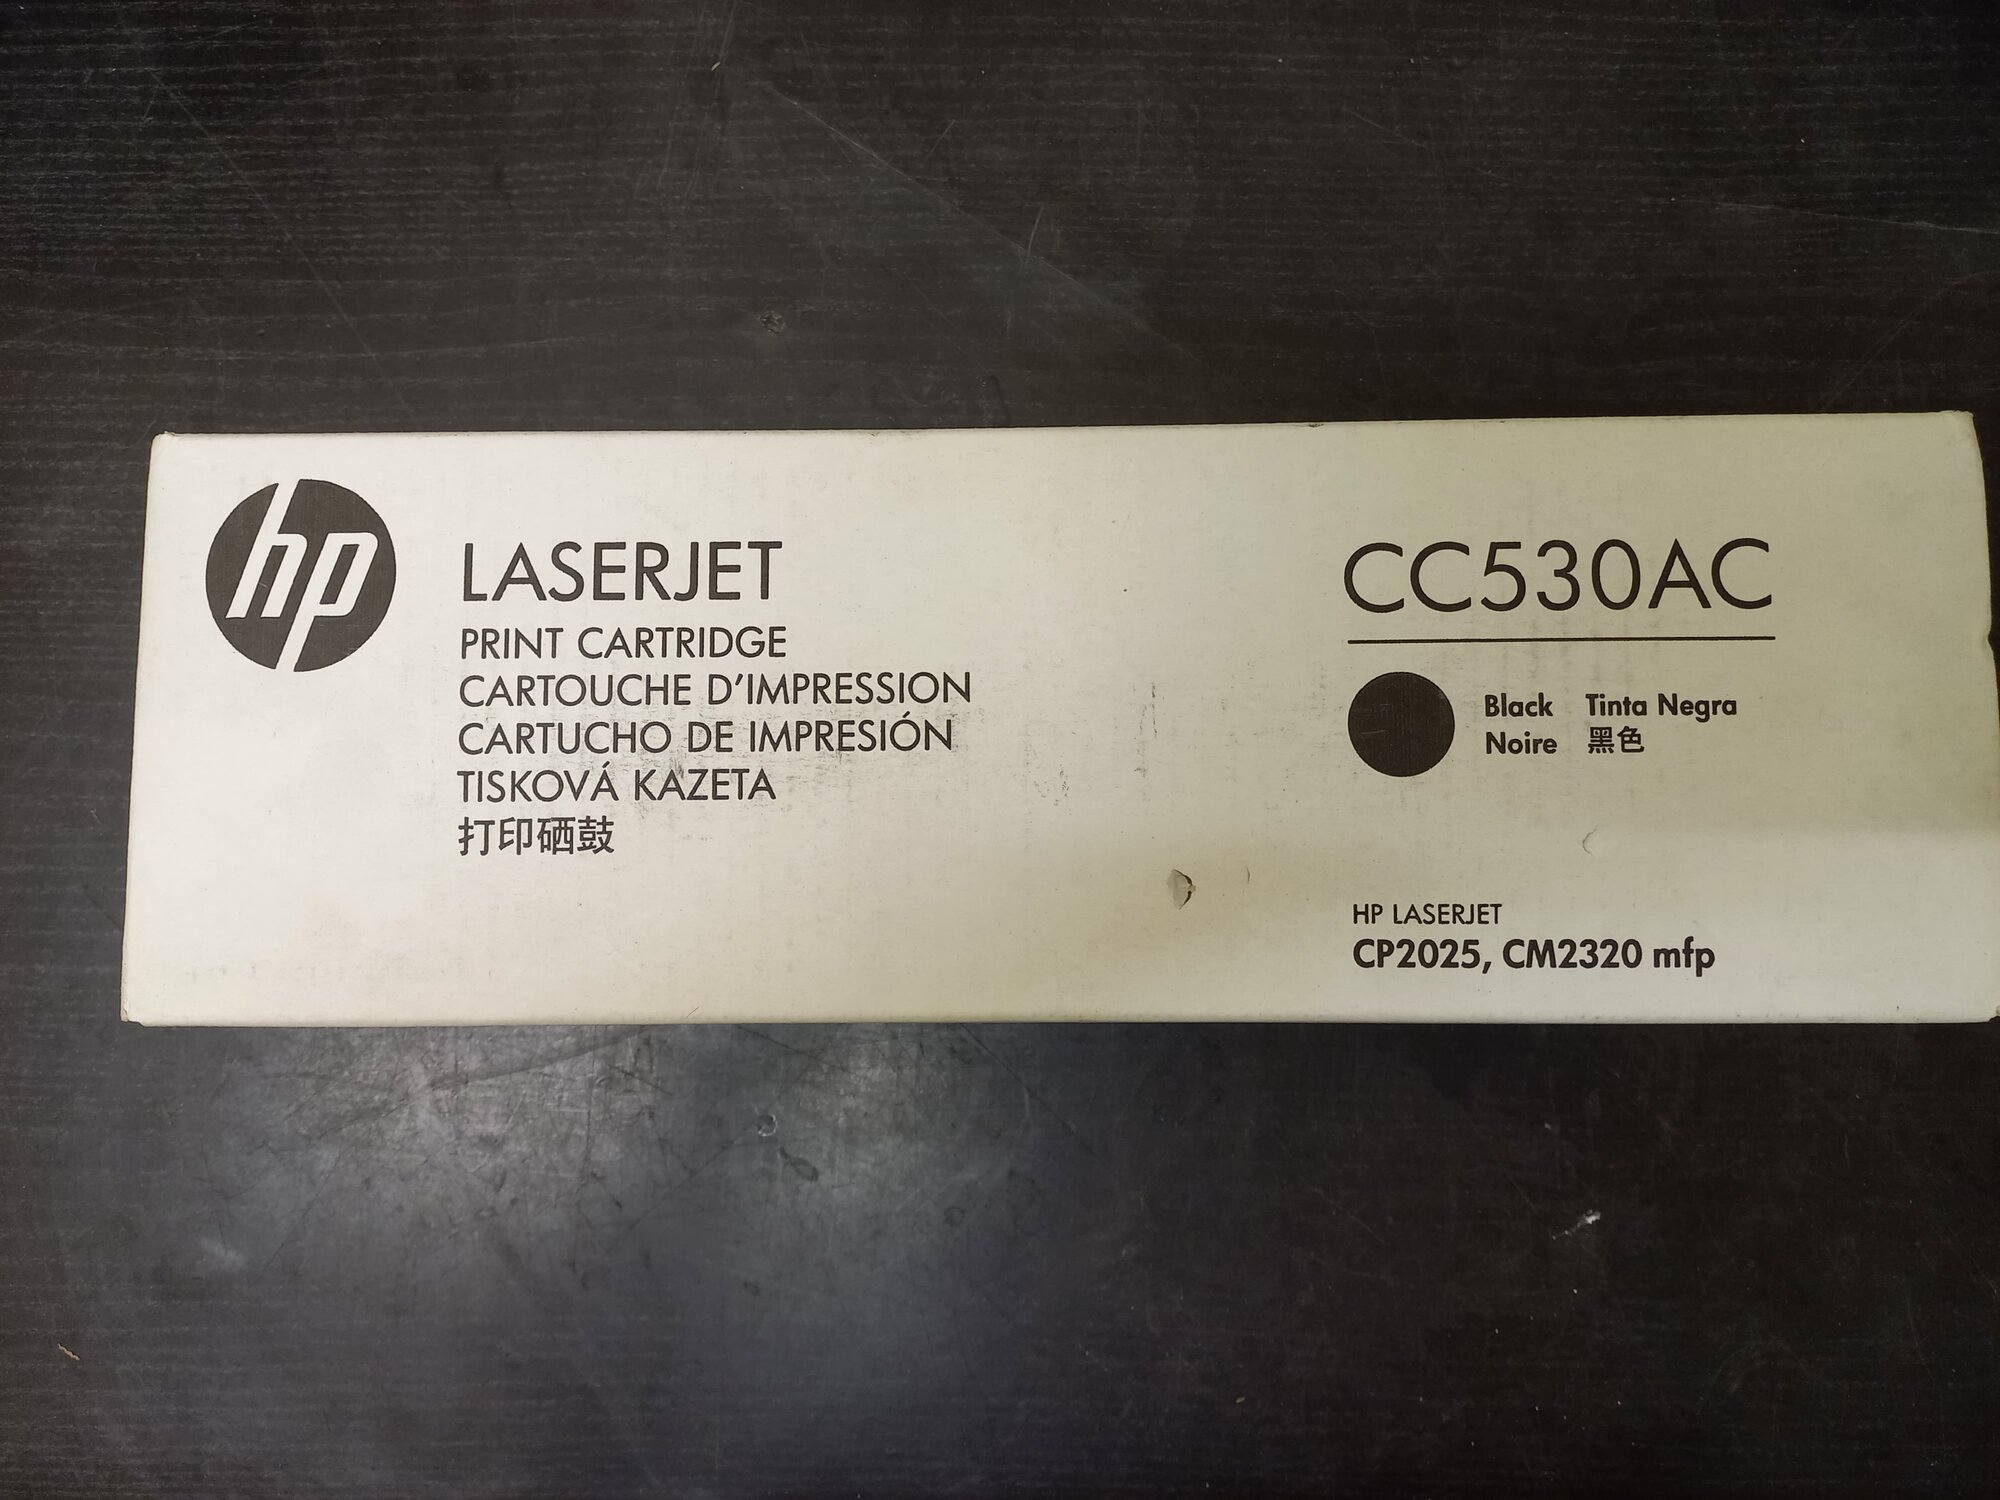 hp
LASERJET
PRINT CARTRIDGE
CARTOUCHE D'IMPRESSION
CARTUCHO DE IMPRESIÓN
TISKOVÁ KAZETA
打印硒鼓
CC530AC
Black Tinta Negra
Noire 黑色
HP LASERJET
CP2025, CM2320 mfp